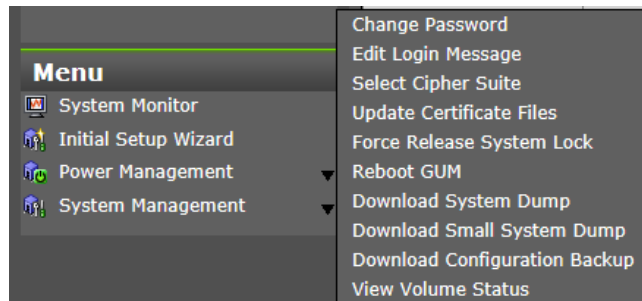 Menu
System Monitor
Initial Setup Wizard
Power Management
System Management
Change Password
Edit Login Message
Select Cipher Suite
Update Certificate Files
Force Release System Lock
Reboot GUM
Download System Dump
Download Small System Dump
Download Configuration Backup
View Volume Status